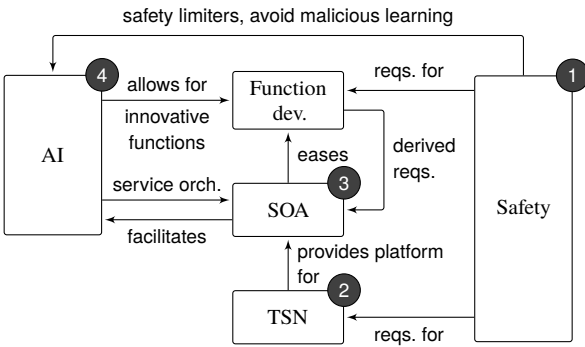 safety limiters, avoid malicious learning
4
1
allows for
innovative
functions
Function
dev.
reqs. for
AI
eases
derived
reqs.
service orch.
3
SOA
Safety
facilitates
provides platform
for
2
TSN
reqs. for